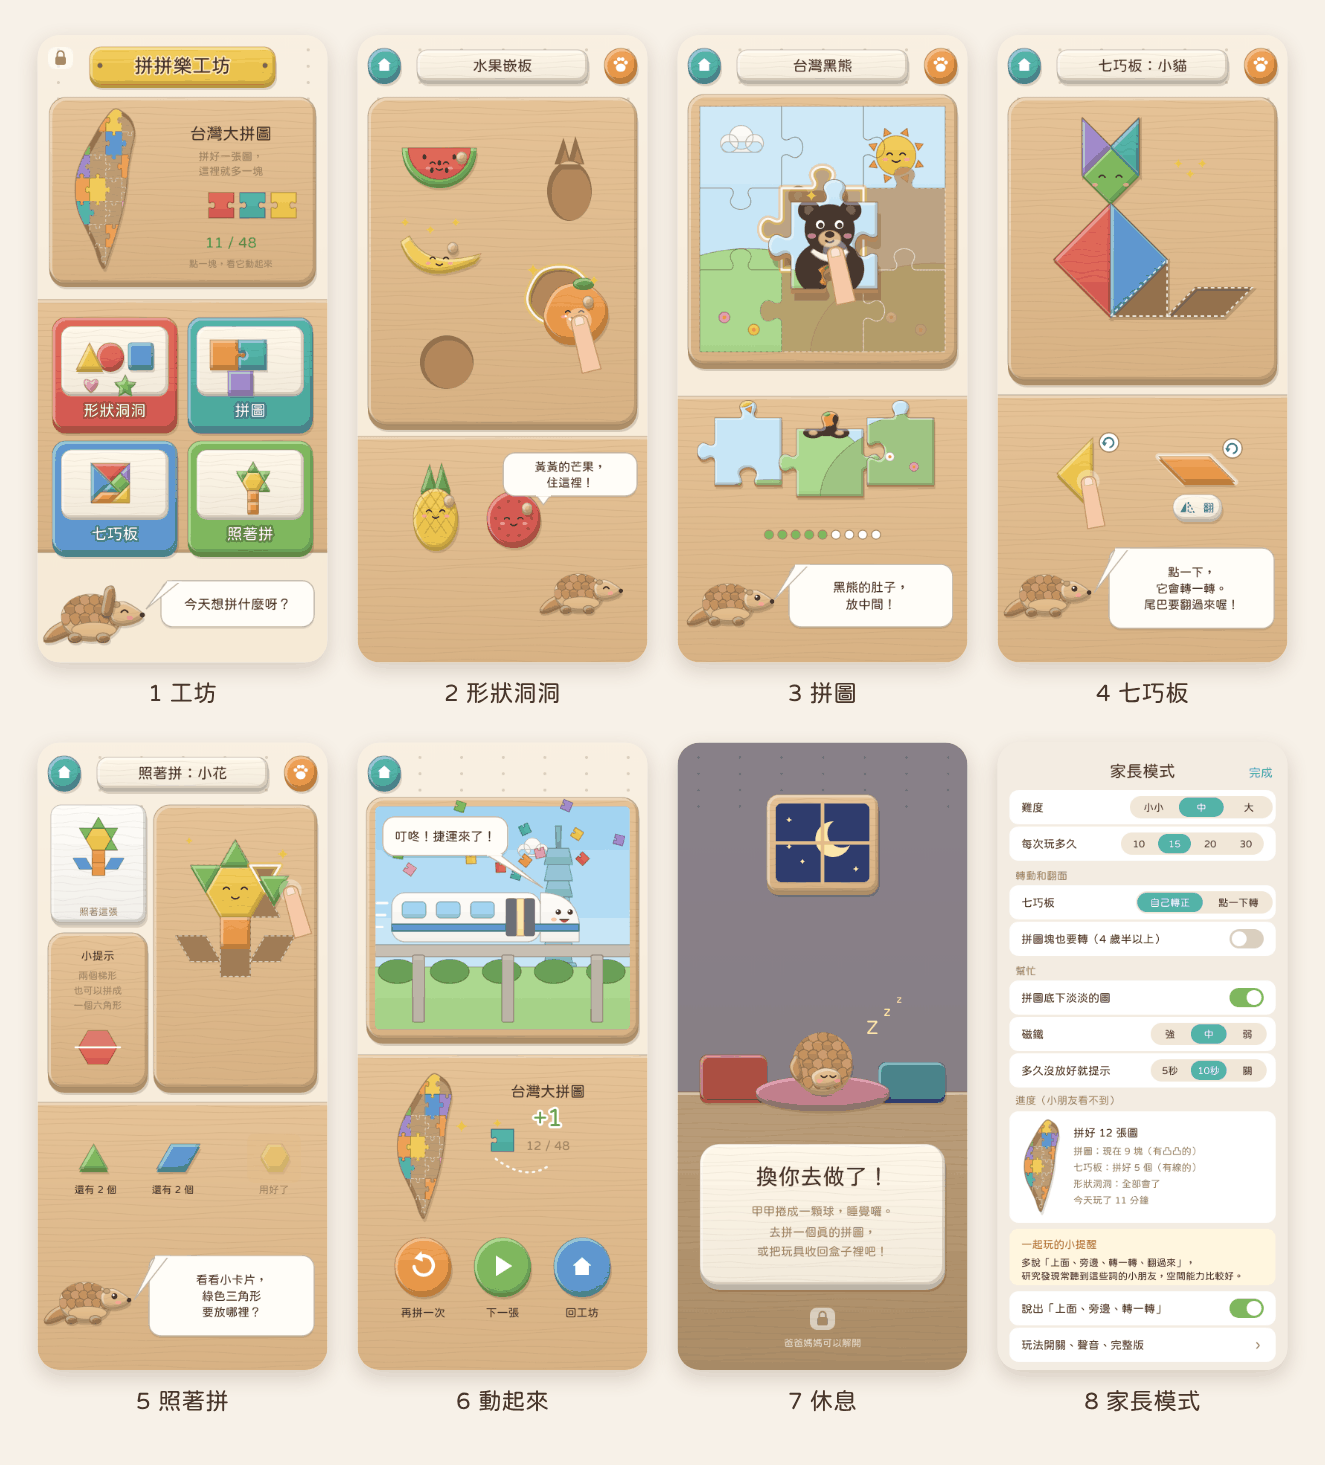 拼拼樂工坊
台灣大拼圖
拼好一張圖，
這裡就多一塊
11 / 48
點一塊，看它動起來
形狀洞洞
拼圖
七巧板
照著拼
今天想拼什麼呀？
1 工坊
水果嵌板
黃黃的芒果，
住這裡！
2 形狀洞洞
台灣黑熊
黑熊的肚子，
放中間！
3 拼圖
七巧板：小貓
翻
點一下，
它會轉一轉。
尾巴要翻過來喔！
4 七巧板
照著拼：小花
照著這張
小提示
兩個梯形
也可以拼成
一個六角形
還有 2 個
還有 2 個
用好了
看看小卡片，
綠色三角形
要放哪裡？
5 照著拼
叮咚！捷運來了！
台灣大拼圖
+1
12 / 48
再拼一次
下一張
回工坊
6 動起來
z
z
Z
換你去做了！
甲甲捲成一顆球，睡覺囉。
去拼一個真的拼圖，
或把玩具收回盒子裡吧！
爸爸媽媽可以解開
7 休息
家長模式
完成
難度
小小
中
大
每次玩多久
10
15
20
30
轉動和翻面
七巧板
自己轉正
點一下轉
拼圖塊也要轉（4 歲半以上）
幫忙
拼圖底下淡淡的圖
磁鐵
強
中
弱
多久沒放好就提示
5秒
10秒
關
進度（小朋友看不到）
拼好 12 張圖
拼圖：現在 9 塊（有凸凸的）
七巧板：拼好 5 個（有線的）
形狀洞洞：全部會了
今天玩了 11 分鐘
一起玩的小提醒
多說「上面、旁邊、轉一轉、翻過來」，
研究發現常聽到這些詞的小朋友，空間能力比較好。
說出「上面、旁邊、轉一轉」
玩法開關、聲音、完整版
8 家長模式